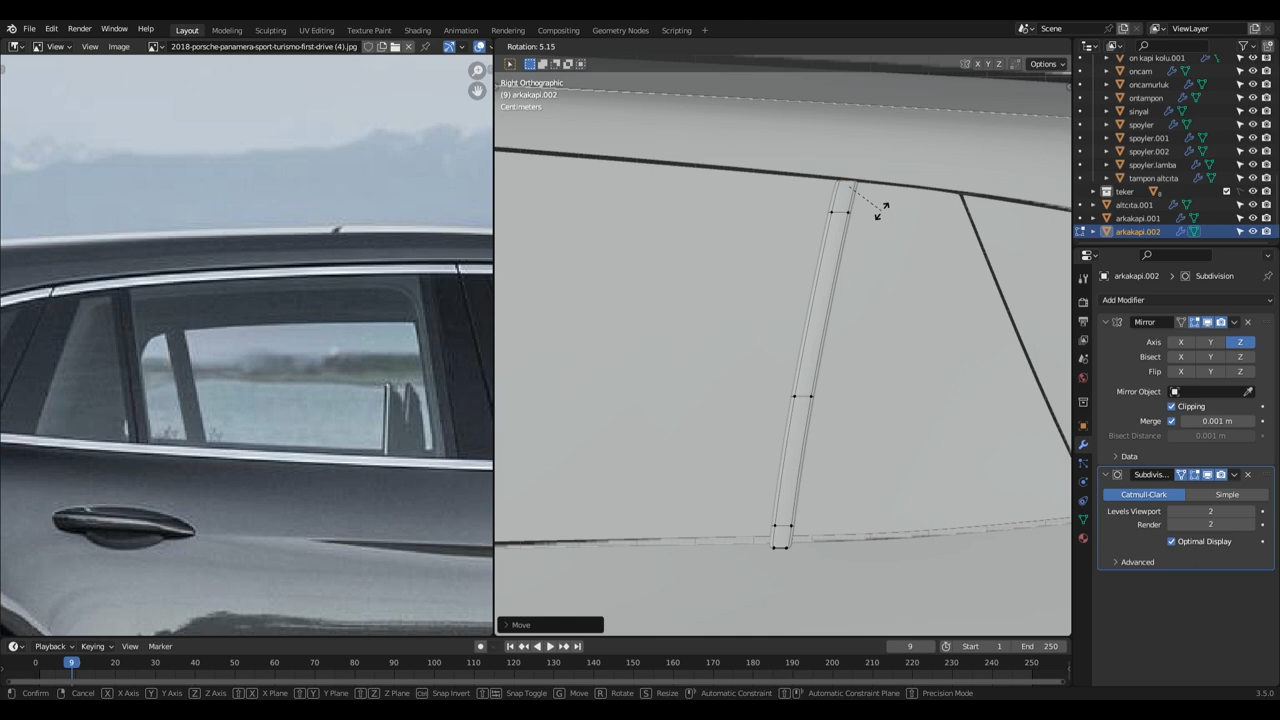 File Edit Render Window Help Layout Modeling Sculpting UV Editing Texture Paint Shading Animation Rendering Compositing Geometry Nodes Scripting + Scene ViewLayer
View View Image 2018-porsche-panamera-sport-turismo-first-drive (4).jpg Rotation: 5.15
X Y Z Options
Right Orthographic
(9) arkakapi.002
Centimeters
on kapi kolu.001
oncam
oncamurluk
ontampon
sinyal
spoyler
spoyler.001
spoyler.002
spoyler.lamba
tampon altcıta
teker 8
altcıta.001
arkakapi.001
arkakapi.002
arkakapi.002 > Subdivision
Add Modifier
Mirror
Axis X Y Z
Bisect X Y Z
Flip X Y Z
Mirror Object
Clipping
Merge 0.001 m
Bisect Distance 0.001 m
Data
Subdivis...
Catmull-Clark Simple
Levels Viewport 2
Render 2
Optimal Display
Advanced
Move
Playback Keying View Marker 9 Start 1 End 250
0 9 20 30 40 50 60 70 80 90 100 110 120 130 140 150 160 170 180 190 200 210 220 230 240 250
Confirm Cancel X X Axis Y Y Axis Z Z Axis X X Plane Y Y Plane Z Z Plane Ctrl Snap Invert Snap Toggle G Move R Rotate S Resize Automatic Constraint Automatic Constraint Plane Precision Mode 3.5.0